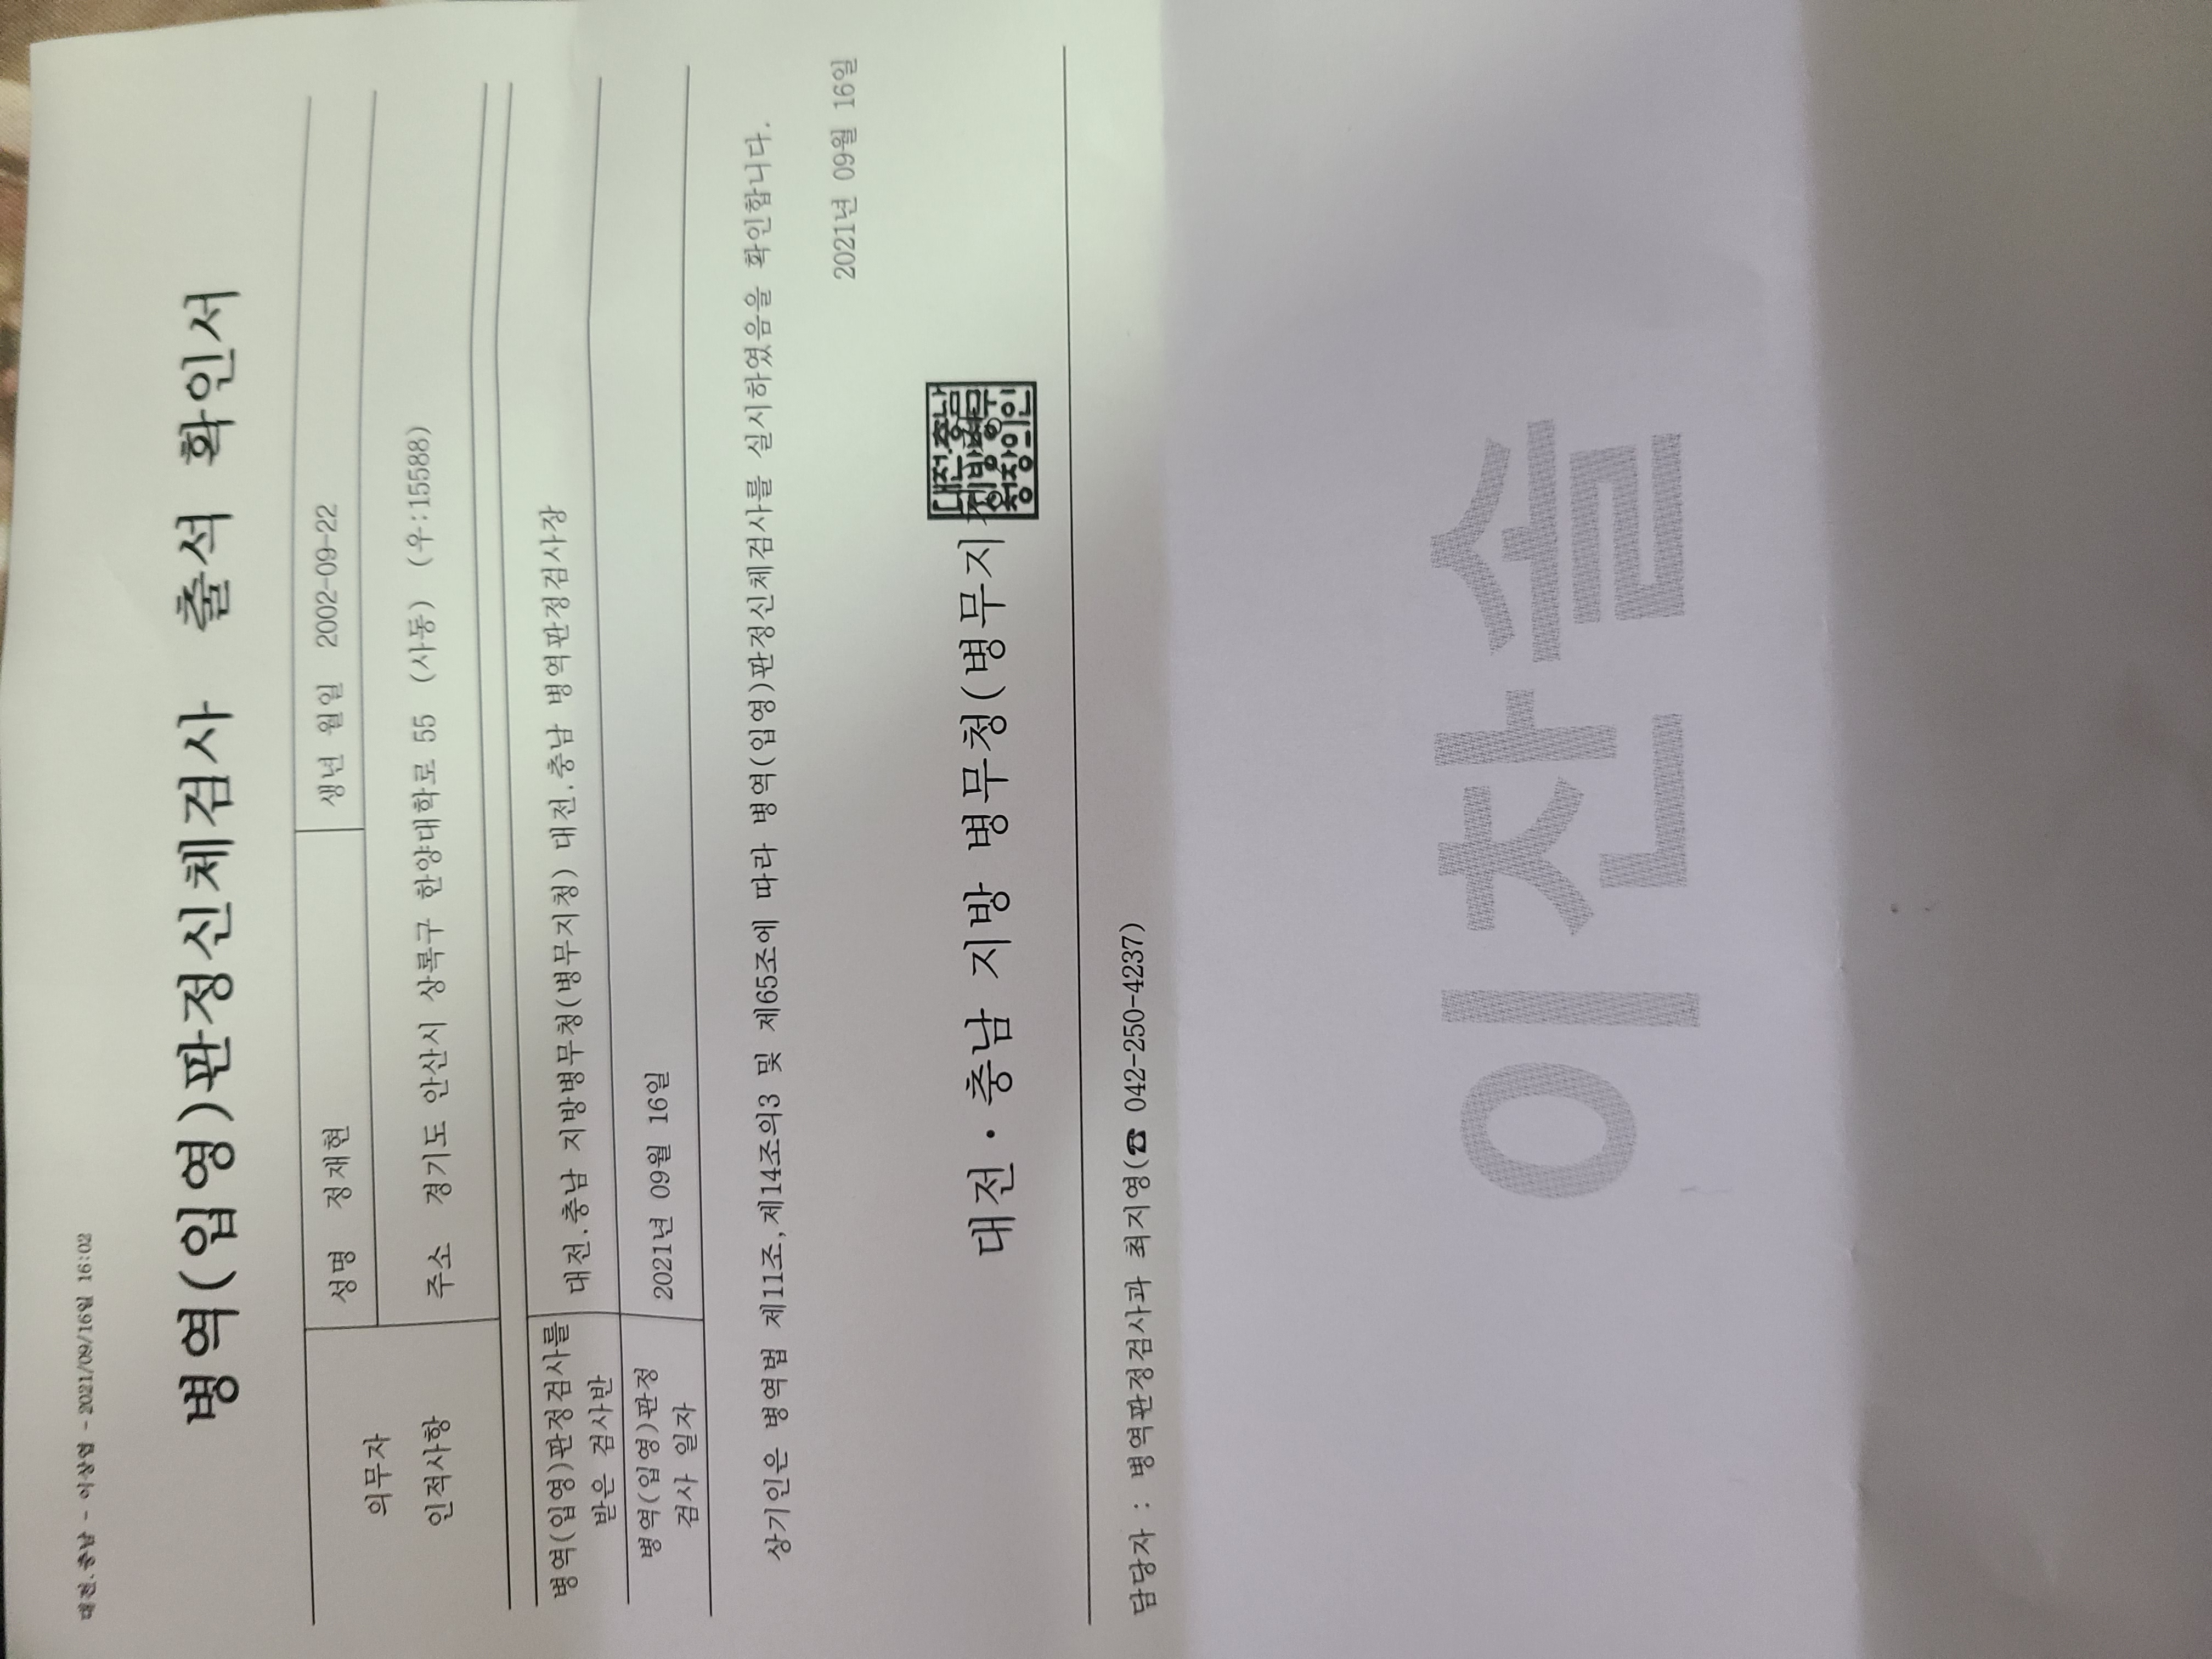 대전.충남 - 이상엽 - 2021/09/16일 16:02
병역(입영)판정신체검사 출석 확인서
의무자
인적사항
성명 정재현
생년 월일 2002-09-22
주소 경기도 안산시 상록구 한양대학로 55 (사동) (우:15588)
병역(입영)판정검사를
받은 검사반
대전.충남 지방병무청(병무지청) 대전.충남 병역판정검사장
병역(입영)판정
검사 일자
2021년 09월 16일
상기인은 병역법 제11조,제14조의3 및 제65조에 따라 병역(입영)판정신체검사를 실시하였음을 확인합니다.
2021년 09월 16일
대전·충남 지방 병무청(병무지
대전.충남
지방병무
청장의인
담당자 : 병역판정검사과 최지영(☎ 042-250-4237)
이찬솔